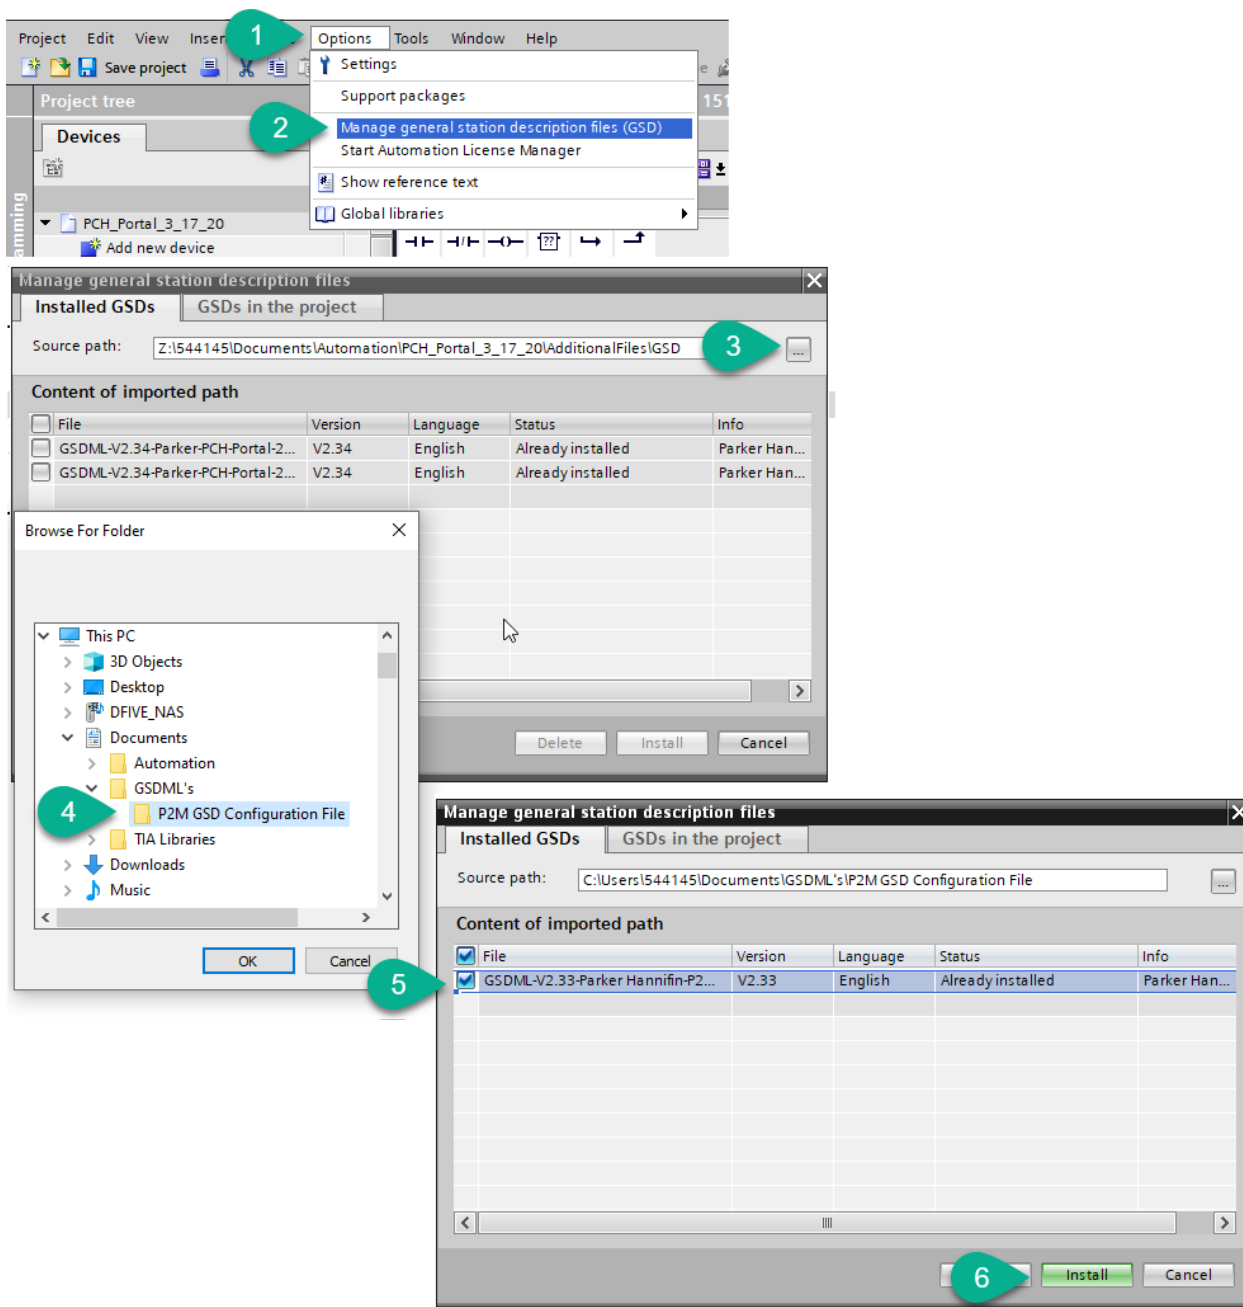 1
Project Edit View Inser Options Tools Window Help
Save project
Settings
Support packages
Project tree
151
2
Manage general station description files (GSD)
Devices
Start Automation License Manager
Show reference text
Global libraries
PCH_Portal_3_17_20
Add new device
amming
Manage general station description files
Installed GSDs GSDs in the project
Source path: Z:\544145\Documents\Automation\PCH_Portal_3_17_20\AdditionalFiles\GSD 3 ...
Content of imported path
File Version Language Status Info
GSDML-V2.34-Parker-PCH-Portal-2... V2.34 English Already installed Parker Han...
GSDML-V2.34-Parker-PCH-Portal-2... V2.34 English Already installed Parker Han...
Delete Install Cancel
Browse For Folder
This PC
3D Objects
Desktop
DFIVE_NAS
Documents
Automation
GSDML's
4
P2M GSD Configuration File
TIA Libraries
Downloads
Music
OK Cancel
Manage general station description files
Installed GSDs GSDs in the project
Source path: C:\Users\544145\Documents\GSDML's\P2M GSD Configuration File ...
Content of imported path
File Version Language Status Info
5
GSDML-V2.33-Parker Hannifin-P2... V2.33 English Already installed Parker Han...
6 Install Cancel